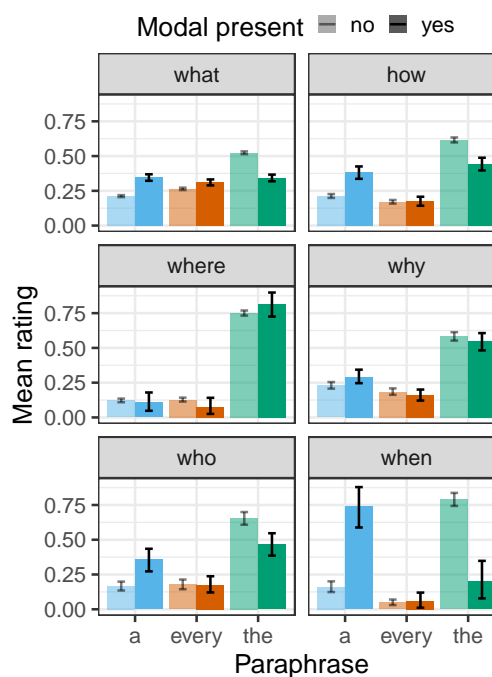 Modal present no yes
what how
0.75
0.50
0.25
0.00
where why
0.75
0.50
0.25
0.00
who when
0.75
0.50
0.25
0.00
a every the a every the
Mean rating
Paraphrase